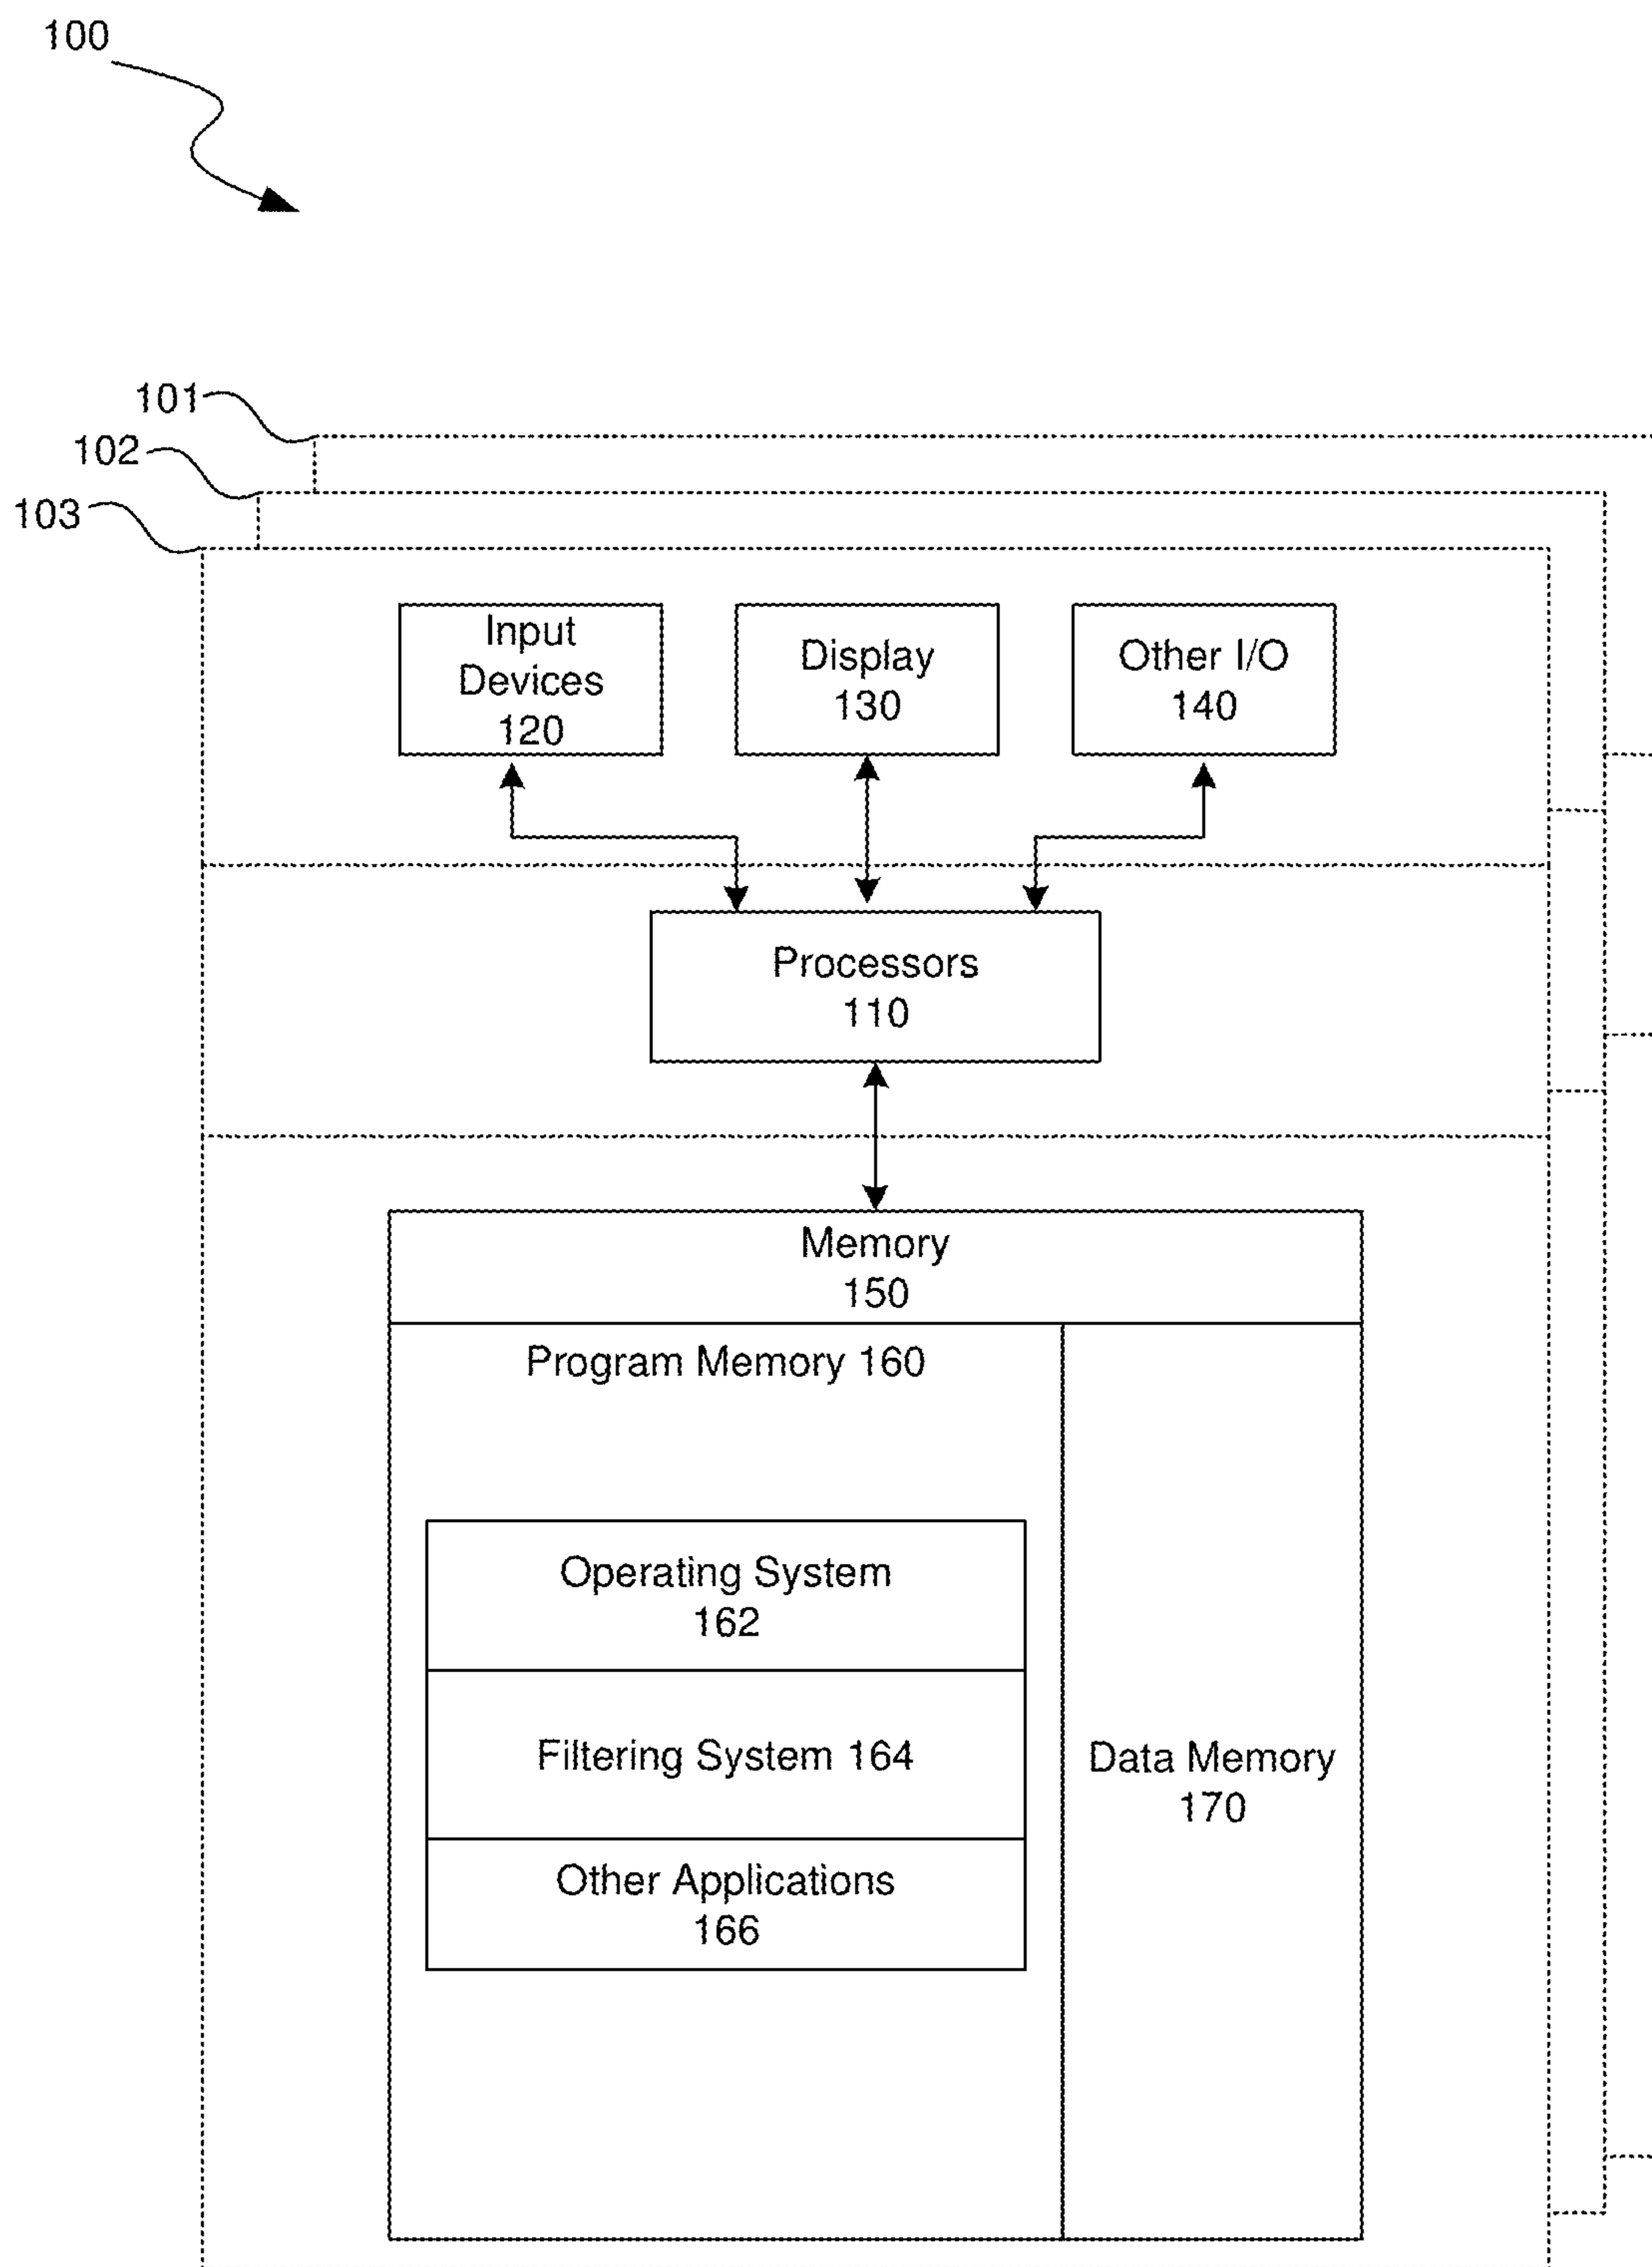 100
101
102
103
Input
Devices
120
Display
130
Other I/O
140
Processors
110
Memory
150
Program Memory 160
Operating System
162
Filtering System 164
Other Applications
166
Data Memory
170